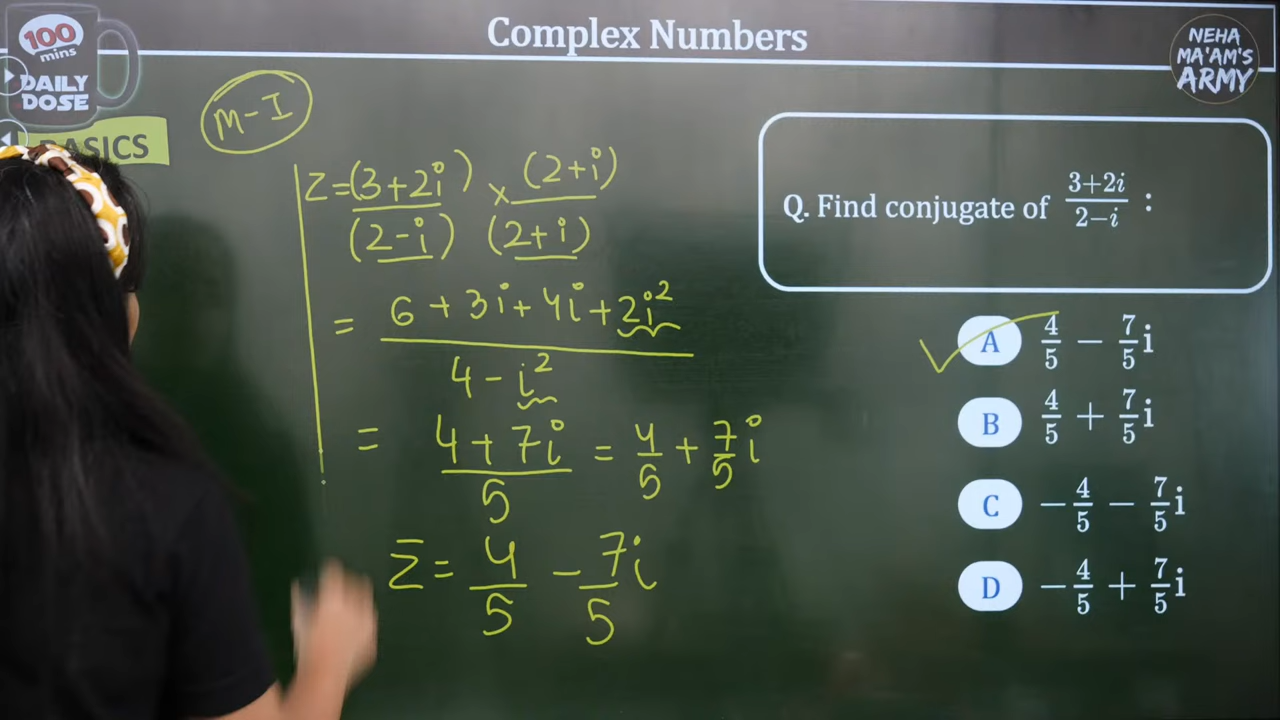 100
mins
DAILY
DOSE
BASICS
Complex Numbers
NEHA
MA'AM'S
ARMY
M-I
Z=(3+2i)/(2-i) × (2+i)/(2+i)
= (6+3i+4i+2i²)/(4-i²)
= (4+7i)/5 = 4/5 + 7/5 i
Z̅ = 4/5 - 7i/5
Q. Find conjugate of (3+2i)/(2-i) :
A 4/5 − 7/5 i
B 4/5 + 7/5 i
C −4/5 − 7/5 i
D −4/5 + 7/5 i